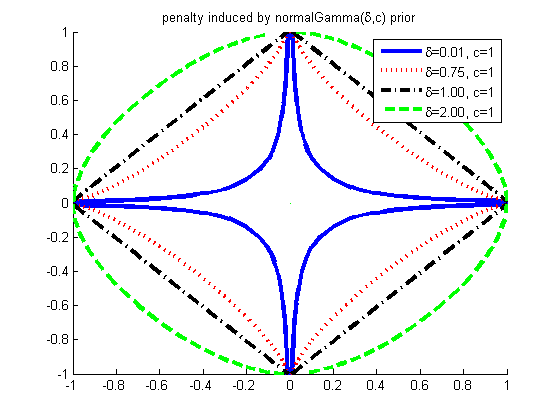 penalty induced by normalGamma(δ,c) prior
δ=0.01, c=1
δ=0.75, c=1
δ=1.00, c=1
δ=2.00, c=1
1
0.8
0.6
0.4
0.2
0
-0.2
-0.4
-0.6
-0.8
-1
-1 -0.8 -0.6 -0.4 -0.2 0 0.2 0.4 0.6 0.8 1